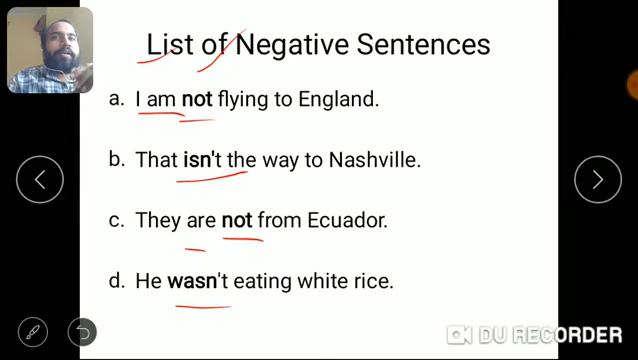 List of Negative Sentences
a. I am not flying to England.
b. That isn't the way to Nashville.
c. They are not from Ecuador.
d. He wasn't eating white rice.
DU RECORDER